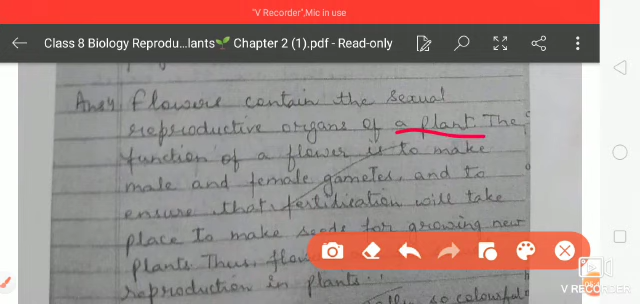 "V Recorder",Mic in use
Class 8 Biology Reprodu...lants🌱 Chapter 2 (1).pdf - Read-only
Ans4. Flowers contain the sexual
reproductive organs of a plant. The
function of a flower is to make
male and female gametes, and to
ensure that fertilisation will take
place to make seeds for growing new
plants. Thus, flow
reproduction in plants.
so colourful
V RECORDER